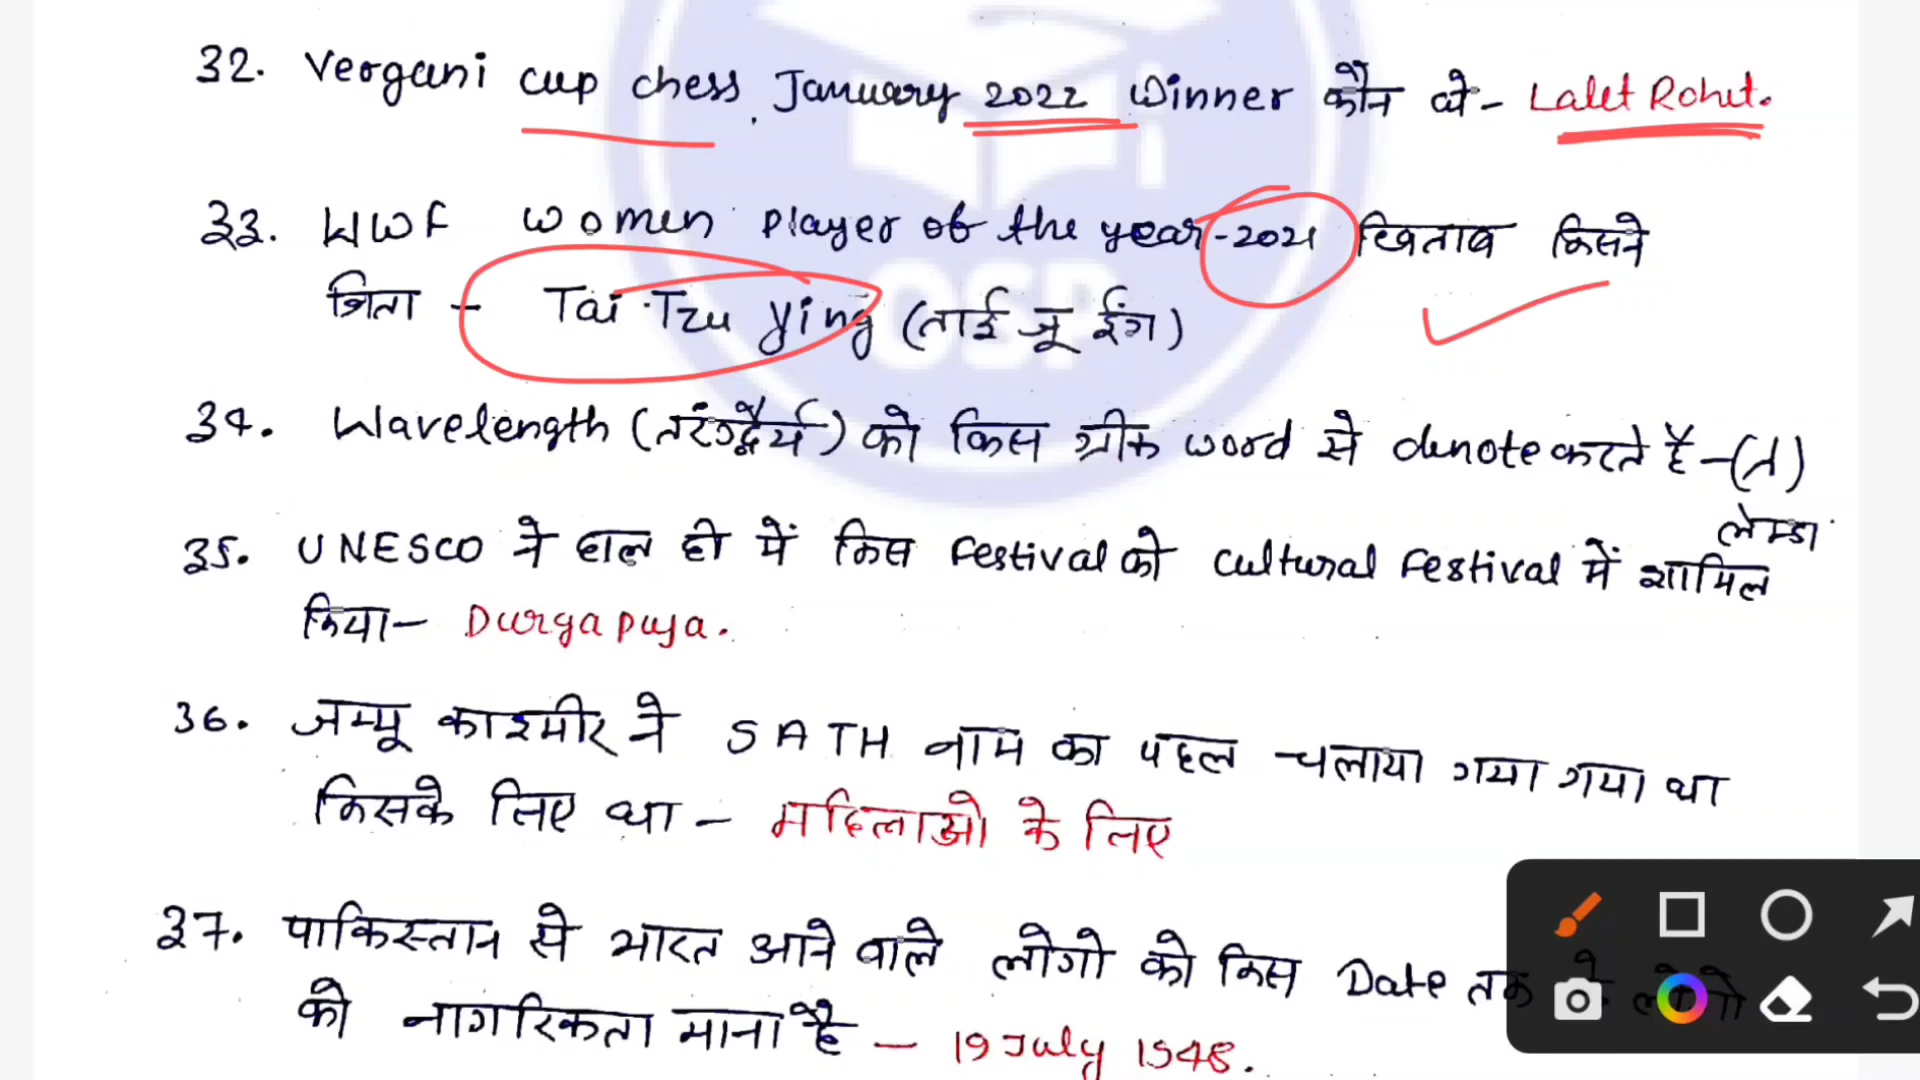 32. Vergani cup chess January 2022 Winner कौन थे - Lalit Rohit.
33. WWF women player of the year - 2021 खिताब किसने
जिता - Tai Tzu Ying (ताई जू ईंग)
34. Wavelength (तरंगदैर्य) को किस ग्रीक word से denote करते है - (λ)
लेम्डा
35. UNESCO ने हाल ही में किस festival को cultural festival में शामिल
किया - Durga puja.
36. जम्मू काश्मीर ने SATH नाम का पहल चलाया गया गया था
किसके लिए था - महिलाओ के लिए
37. पाकिस्तान से भारत आने वाले लोगो को किस Date तक
को नागरिकता माना है - 19 July 1948.
OSP